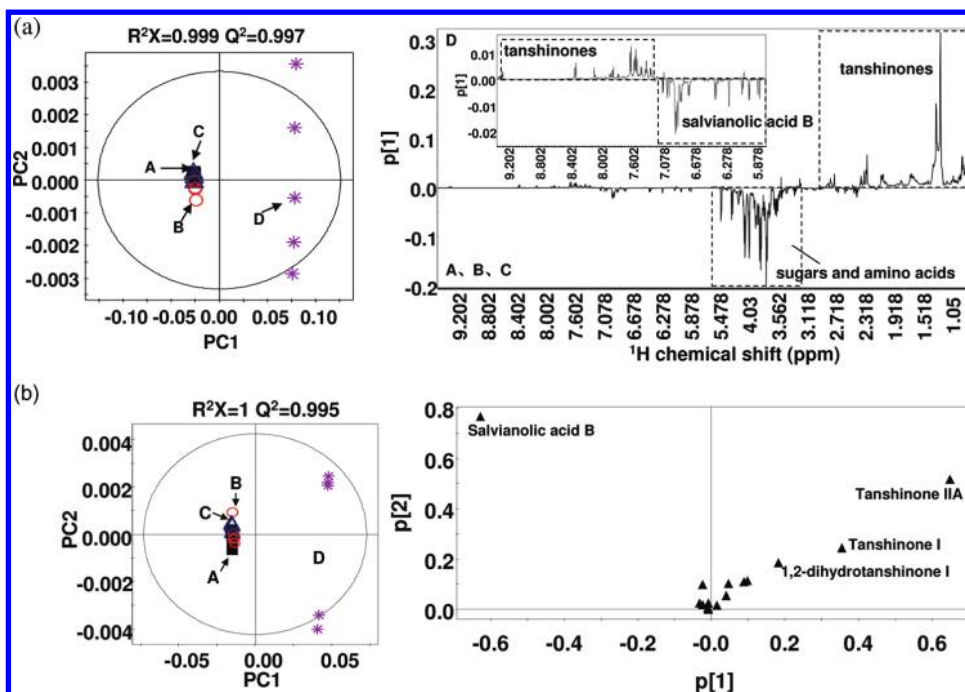 (a)
R²X=0.999 Q²=0.997
0.003
0.002
0.001
0.000
-0.001
-0.002
-0.003
PC2
C
A
B
D
-0.10 -0.05 0.00 0.05 0.10
PC1
D
0.3
0.2
0.1
0.0
-0.1
-0.2
p[1]
0.01
0.00
-0.01
-0.02
p[1]
tanshinones
salvianolic acid B
9.202 8.802 8.402 8.002 7.602 7.078 6.678 6.278 5.878
tanshinones
sugars and amino acids
A、B、C
9.202 8.802 8.402 8.002 7.602 7.078 6.678 6.278 5.878 5.478 4.03 3.562 3.118 2.718 2.318 1.918 1.518 1.05
¹H chemical shift (ppm)
(b)
R²X=1 Q²=0.995
0.004
0.002
0.000
-0.002
-0.004
PC2
B
C
A
D
-0.05 0.00 0.05
PC1
0.8
0.6
0.4
0.2
0.0
p[2]
Salvianolic acid B
Tanshinone IIA
Tanshinone I
1,2-dihydrotanshinone I
-0.6 -0.4 -0.2 -0.0 0.2 0.4 0.6
p[1]